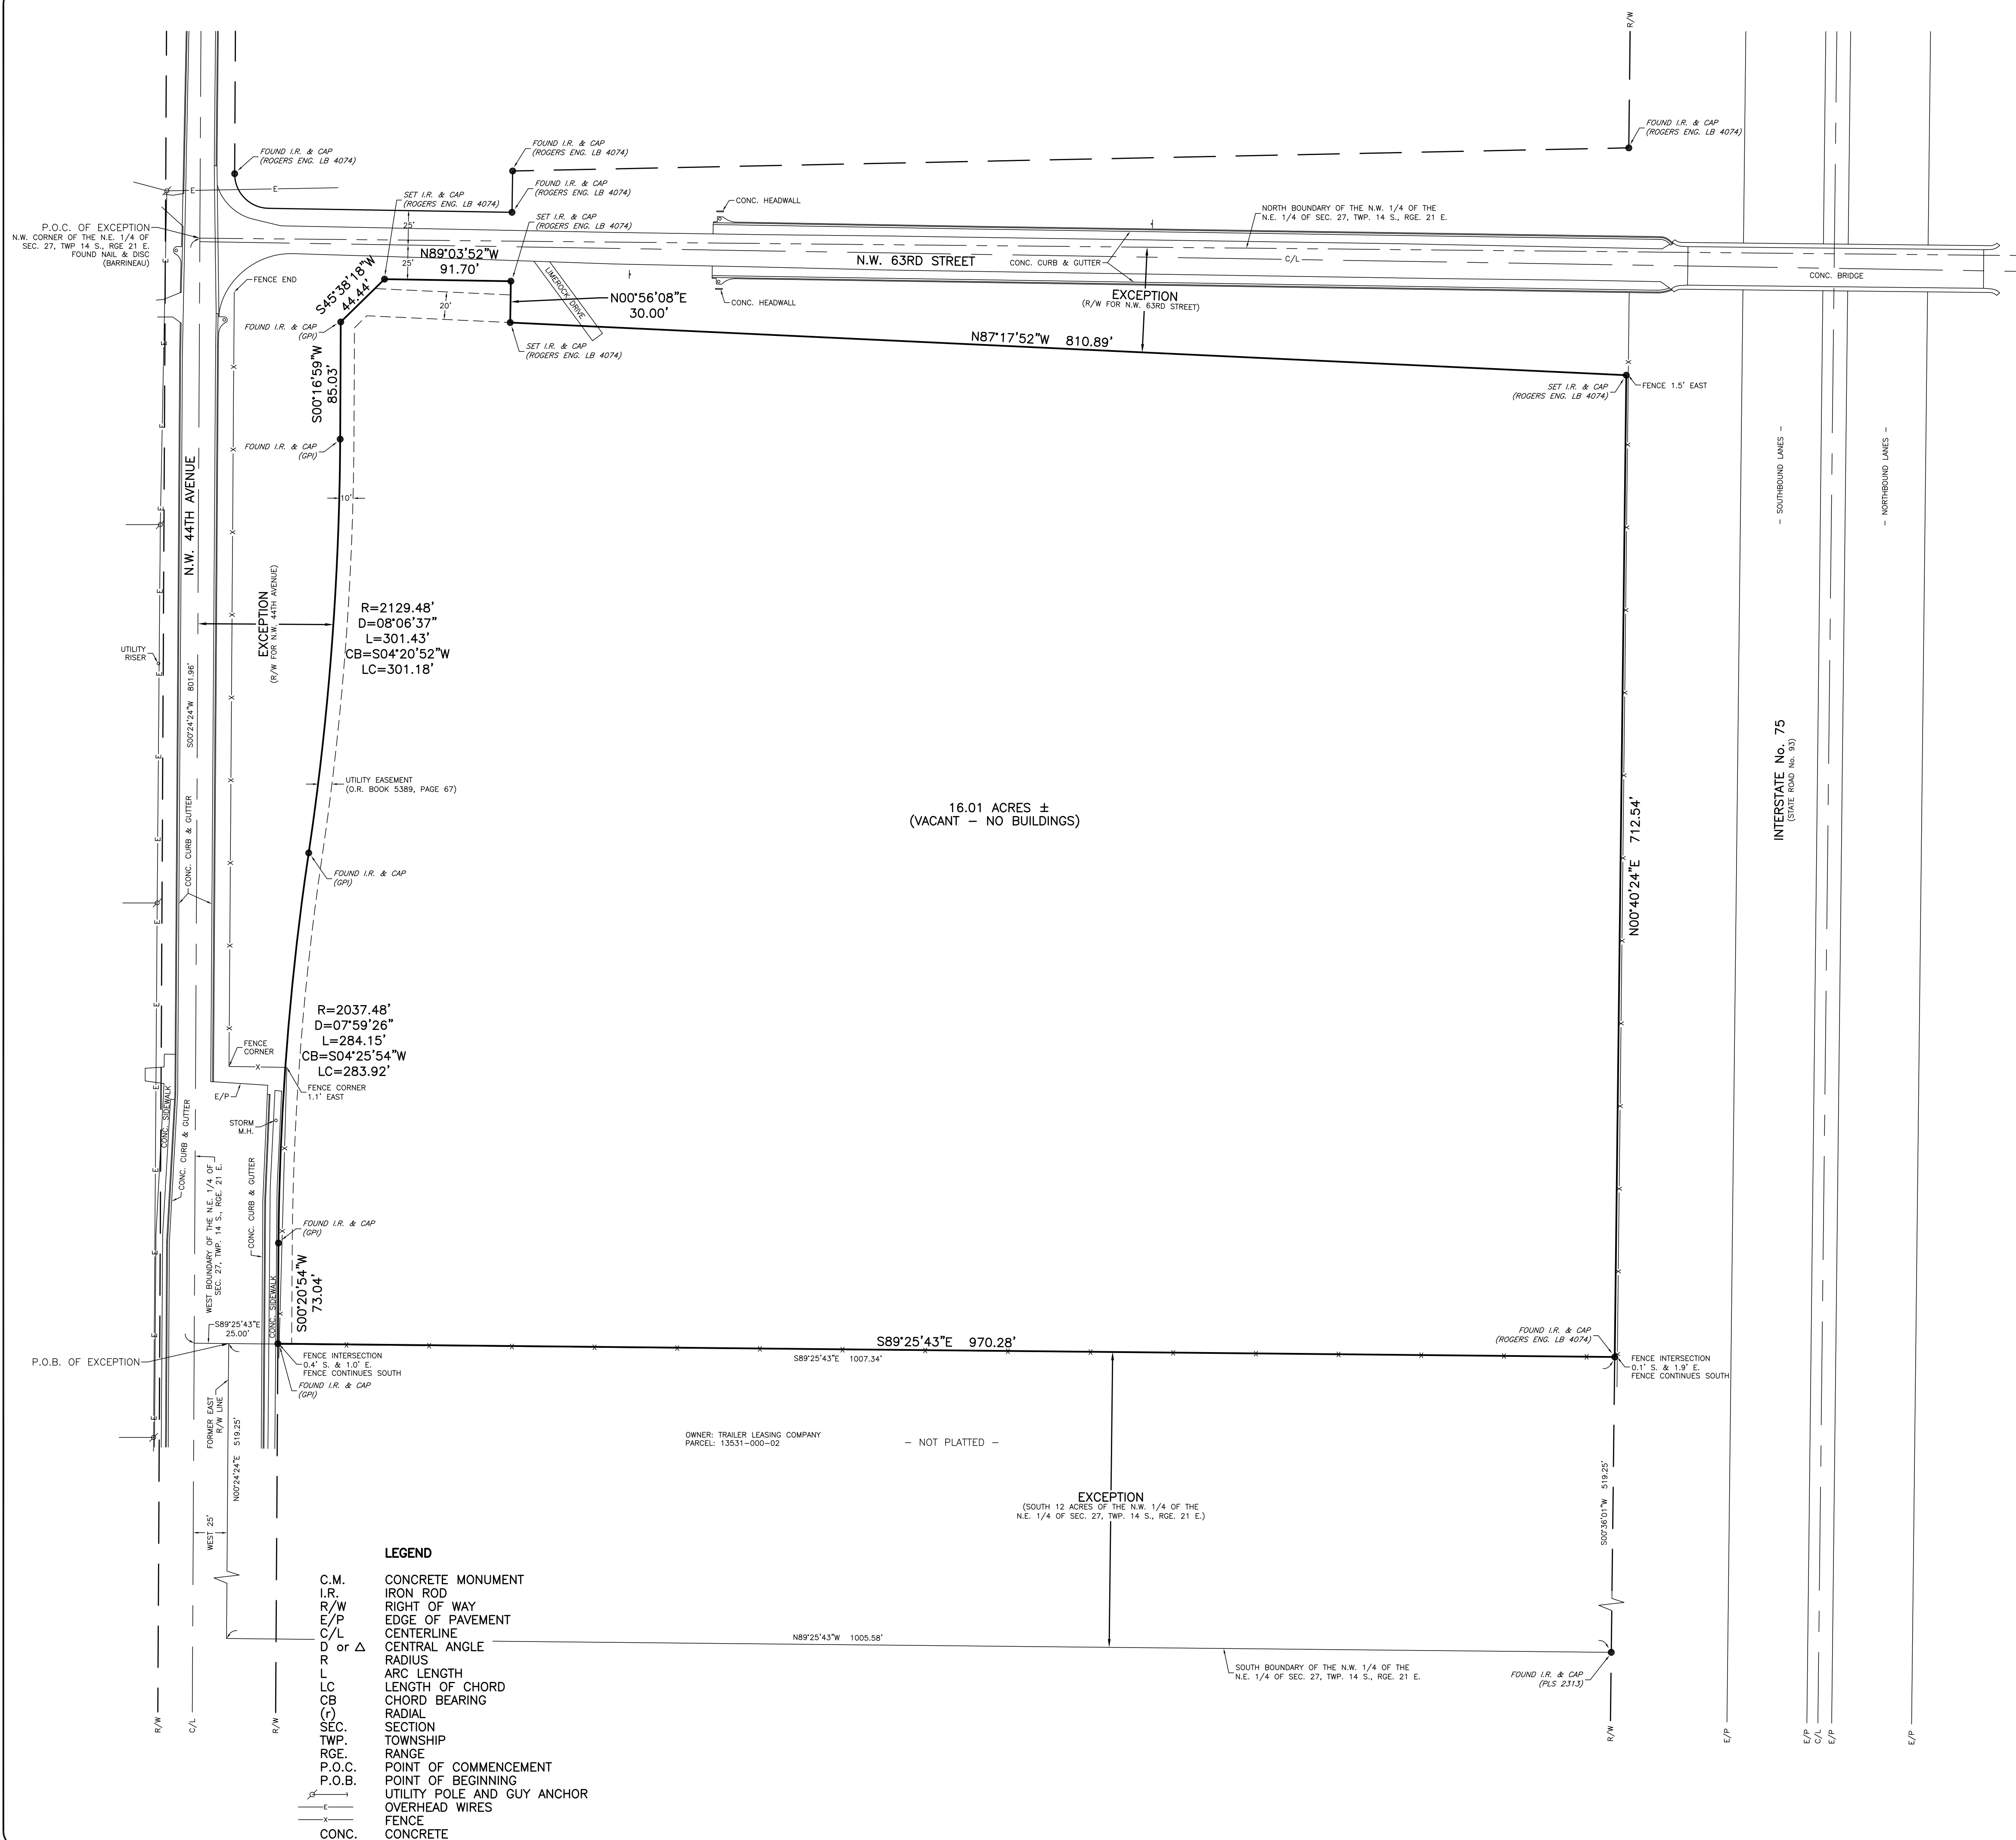 R/W
FOUND I.R. & CAP
(ROGERS ENG. LB 4074)
FOUND I.R. & CAP
(ROGERS ENG. LB 4074)
FOUND I.R. & CAP
(ROGERS ENG. LB 4074)
FOUND I.R. & CAP
(ROGERS ENG. LB 4074)
SET I.R. & CAP
(ROGERS ENG. LB 4074)
SET I.R. & CAP
(ROGERS ENG. LB 4074)
E
E
CONC. HEADWALL
NORTH BOUNDARY OF THE N.W. 1/4 OF THE
N.E. 1/4 OF SEC. 27, TWP. 14 S., RGE. 21 E.
P.O.C. OF EXCEPTION
N.W. CORNER OF THE N.E. 1/4 OF
SEC. 27, TWP 14 S., RGE 21 E.
FOUND NAIL & DISC
(BARRINEAU)
25'
25'
N89°03'52"W
91.70'
N.W. 63RD STREET
CONC. CURB & GUTTER
C/L
CONC. BRIDGE
FENCE END
S45°38'18"W
44.44'
LIMEROCK DRIVE
20'
N00°56'08"E
30.00'
CONC. HEADWALL
EXCEPTION
(R/W FOR N.W. 63RD STREET)
FOUND I.R. & CAP
(GPI)
SET I.R. & CAP
(ROGERS ENG. LB 4074)
N87°17'52"W 810.89'
SET I.R. & CAP
(ROGERS ENG. LB 4074)
FENCE 1.5' EAST
S00°16'59"W
85.03'
FOUND I.R. & CAP
(GPI)
10'
N.W. 44TH AVENUE
- SOUTHBOUND LANES -
- NORTHBOUND LANES -
EXCEPTION
(R/W FOR N.W. 44TH AVENUE)
R=2129.48'
D=08°06'37"
L=301.43'
CB=S04°20'52"W
LC=301.18'
UTILITY
RISER
S00°24'24"W 801.96'
UTILITY EASEMENT
(O.R. BOOK 5389, PAGE 67)
16.01 ACRES ±
(VACANT - NO BUILDINGS)
INTERSTATE No. 75
(STATE ROAD No. 93)
N00°40'24"E 712.54'
CONC. CURB & GUTTER
FOUND I.R. & CAP
(GPI)
R=2037.48'
D=07°59'26"
L=284.15'
CB=S04°25'54"W
LC=283.92'
FENCE
CORNER
FENCE CORNER
1.1' EAST
E/P
STORM
M.H.
CONC. SIDEWALK
CONC. CURB & GUTTER
WEST BOUNDARY OF THE N.E. 1/4 OF
SEC. 27, TWP. 14 S., RGE. 21 E.
CONC. CURB & GUTTER
FOUND I.R. & CAP
(GPI)
S00°20'54"W
73.04'
CONC. SIDEWALK
S89°25'43"E
25.00'
P.O.B. OF EXCEPTION
S89°25'43"E 970.28'
S89°25'43"E 1007.34'
FENCE INTERSECTION
0.4' S. & 1.0' E.
FENCE CONTINUES SOUTH
FOUND I.R. & CAP
(GPI)
FOUND I.R. & CAP
(ROGERS ENG. LB 4074)
FENCE INTERSECTION
0.1' S. & 1.9' E.
FENCE CONTINUES SOUTH
FORMER EAST
R/W LINE
N00°24'24"E 519.25'
OWNER: TRAILER LEASING COMPANY
PARCEL: 13531-000-02
- NOT PLATTED -
EXCEPTION
(SOUTH 12 ACRES OF THE N.W. 1/4 OF THE
N.E. 1/4 OF SEC. 27, TWP. 14 S., RGE. 21 E.)
S00°36'01"W 519.25'
WEST 25'
N89°25'43"W 1005.58'
SOUTH BOUNDARY OF THE N.W. 1/4 OF THE
N.E. 1/4 OF SEC. 27, TWP. 14 S., RGE. 21 E.
FOUND I.R. & CAP
(PLS 2313)
R/W
C/L
R/W
R/W
E/P
E/P
C/L
E/P
E/P
LEGEND
C.M. CONCRETE MONUMENT
I.R. IRON ROD
R/W RIGHT OF WAY
E/P EDGE OF PAVEMENT
C/L CENTERLINE
D or △ CENTRAL ANGLE
R RADIUS
L ARC LENGTH
LC LENGTH OF CHORD
CB CHORD BEARING
(r) RADIAL
SEC. SECTION
TWP. TOWNSHIP
RGE. RANGE
P.O.C. POINT OF COMMENCEMENT
P.O.B. POINT OF BEGINNING
UTILITY POLE AND GUY ANCHOR
E OVERHEAD WIRES
X FENCE
CONC. CONCRETE